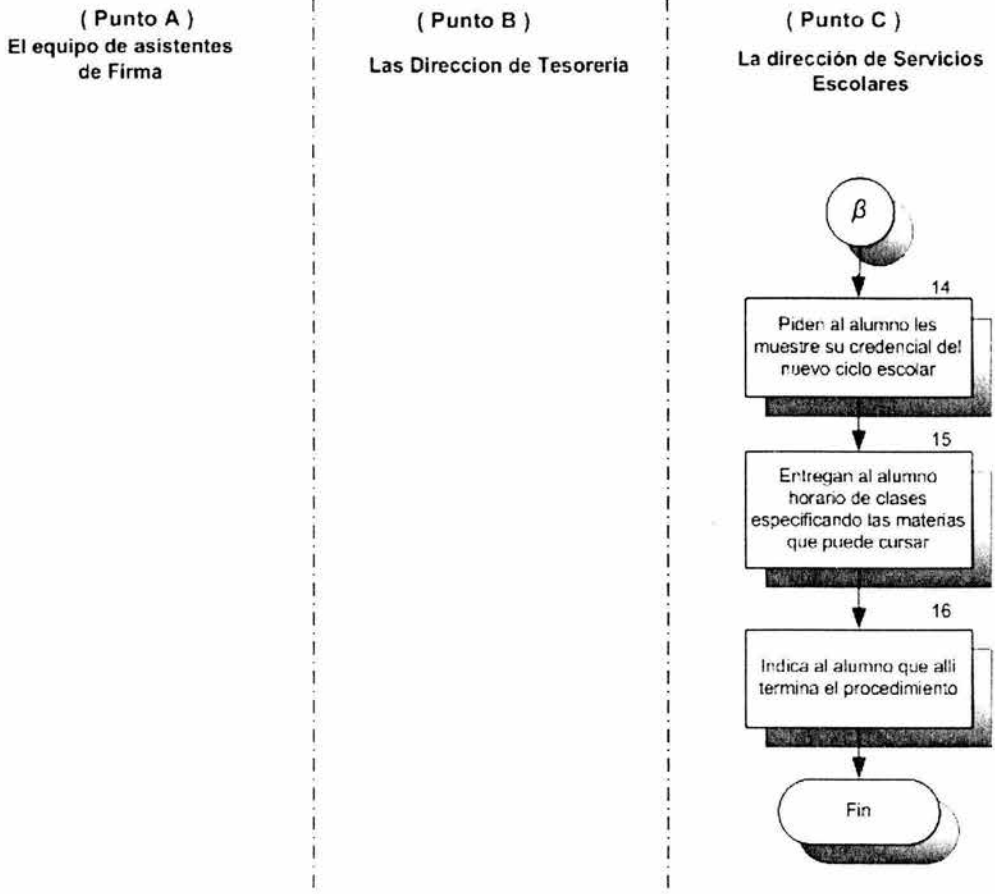 ( Punto A )
El equipo de asistentes
de Firma
( Punto B )
Las Direccion de Tesoreria
( Punto C )
La dirección de Servicios
Escolares
β
14
Piden al alumno les
muestre su credencial del
nuevo ciclo escolar
15
Entregan al alumno
horario de clases
especificando las materias
que puede cursar
16
Indica al alumno que alli
termina el procedimiento
Fin